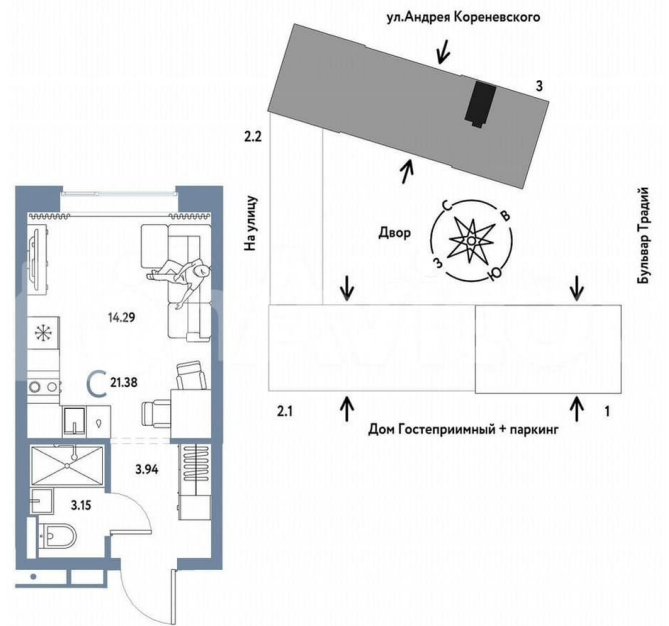 ул.Андрея Кореневского
3
2.2
На улицу
Двор
С
В
З
Ю
Бульвар Традий
14.29
С 21.38
3.94
3.15
2.1
1
Дом Гостеприимный + паркинг